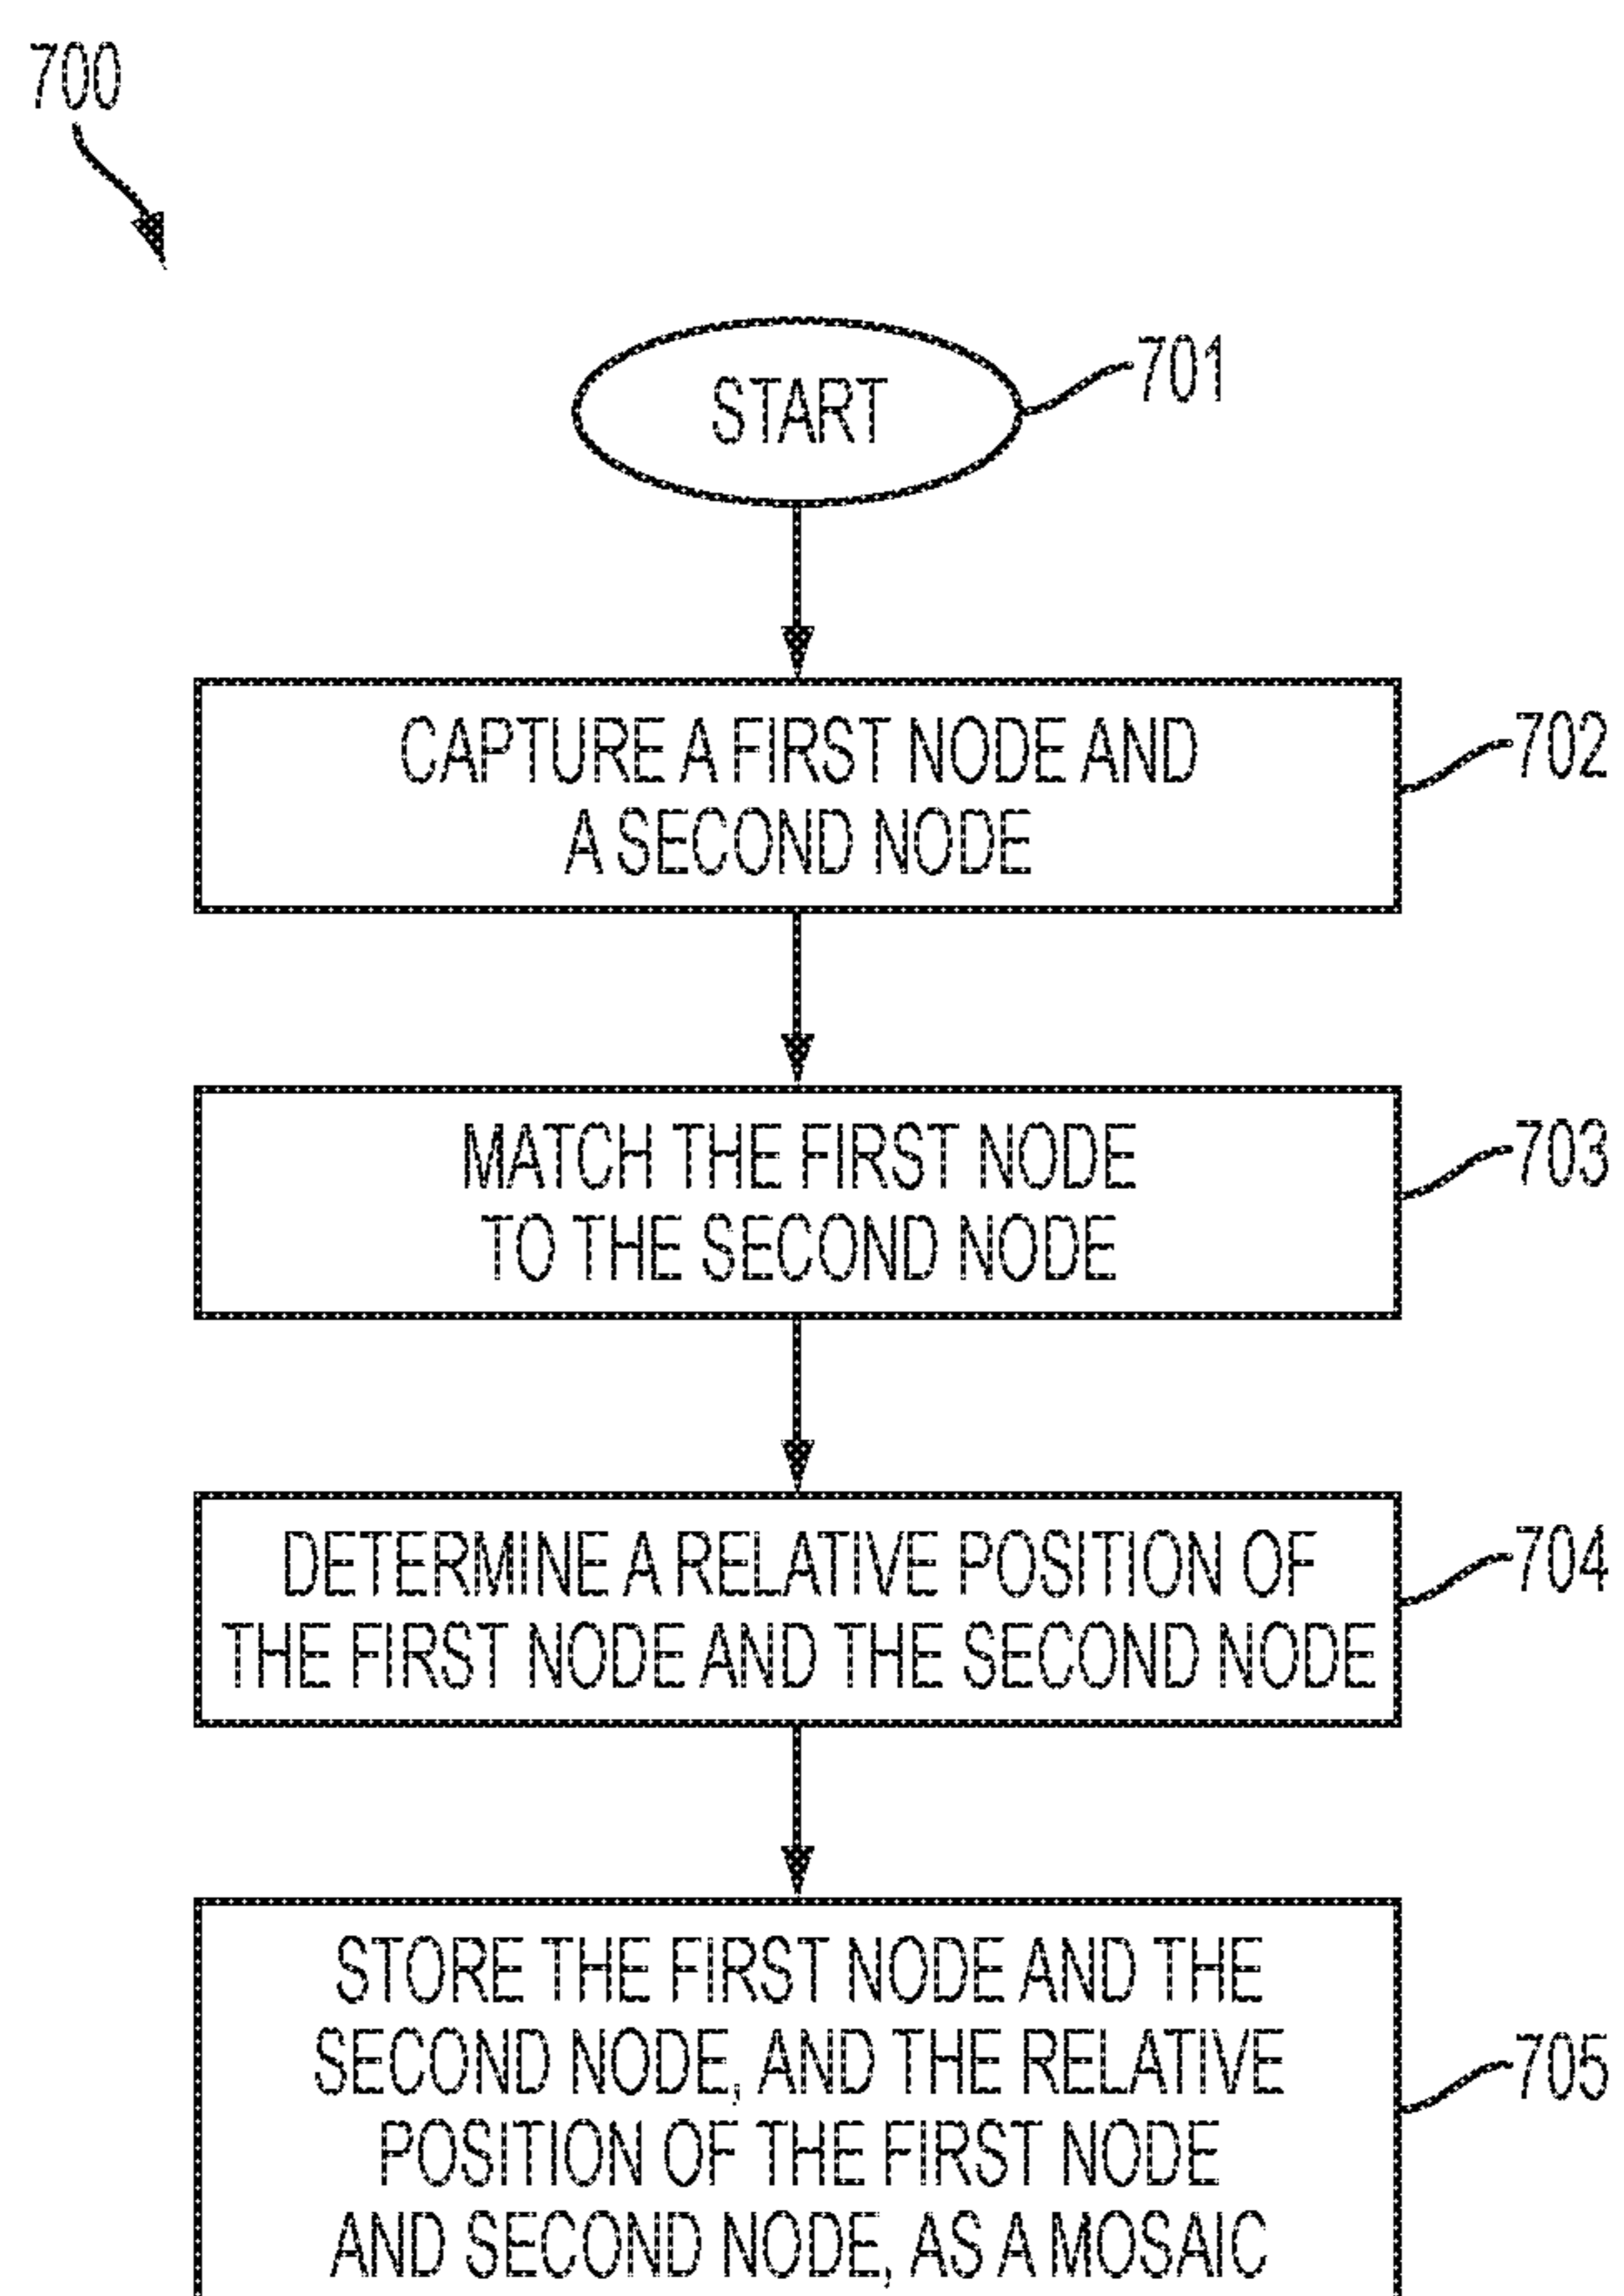 700
START
701
CAPTURE A FIRST NODE AND
A SECOND NODE
702
MATCH THE FIRST NODE
TO THE SECOND NODE
703
DETERMINE A RELATIVE POSITION OF
THE FIRST NODE AND THE SECOND NODE
704
STORE THE FIRST NODE AND THE
SECOND NODE, AND THE RELATIVE
POSITION OF THE FIRST NODE
AND SECOND NODE, AS A MOSAIC
705